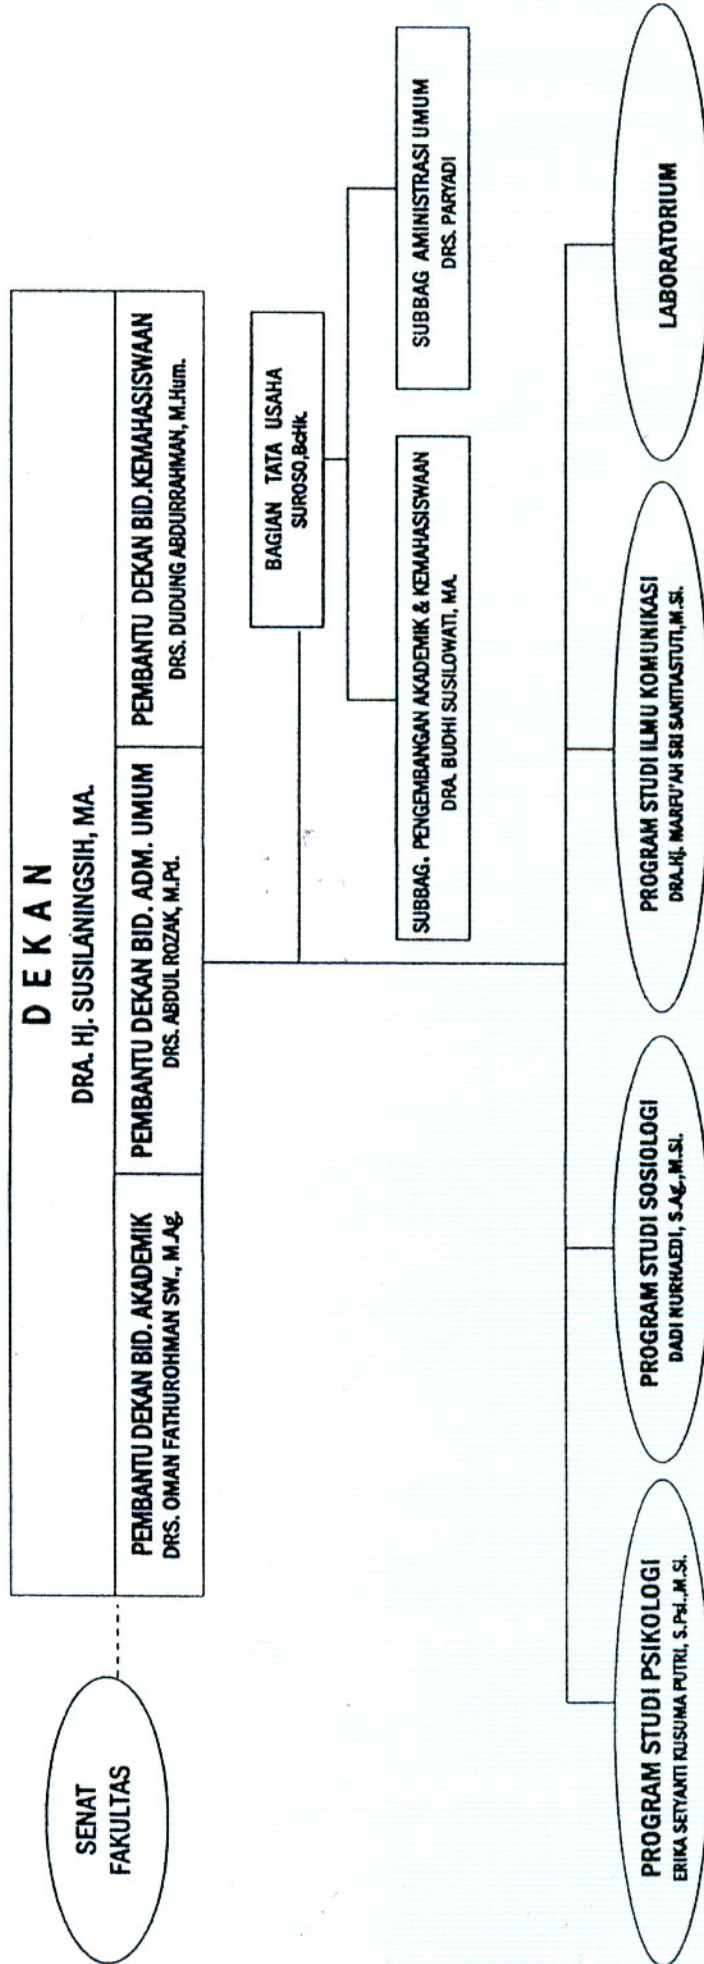 D E K A N
DRA. Hj. SUSILANINGSIH, MA.
SENAT
FAKULTAS
PEMBANTU DEKAN BID. AKADEMIK
DRS. OMAN FATHUROHMAN SW., M.Ag.
PEMBANTU DEKAN BID. ADM. UMUM
DRS. ABDUL ROZAK, M.Pd.
PEMBANTU DEKAN BID.KEMAHASISWAAN
DRS. DUDUNG ABDURRAHMAN, M.Hum.
BAGIAN TATA USAHA
SUROSO,BcHk.
SUBBAG. PENGEMBANGAN AKADEMIK & KEMAHASISWAAN
DRA. BUDHI SUSILOWATI, MA.
SUBBAG AMINISTRASI UMUM
DRS. PARYADI
PROGRAM STUDI PSIKOLOGI
ERIKA SETYANTI KUSUMA PUTRI, S.Psi.,M.Si.
PROGRAM STUDI SOSIOLOGI
DADI NURHAEDI, S.Ag.,M.Si.
PROGRAM STUDI ILMU KOMUNIKASI
DRA.Hj. MARFU'AH SRI SANITIASTUTI,M.Si.
LABORATORIUM